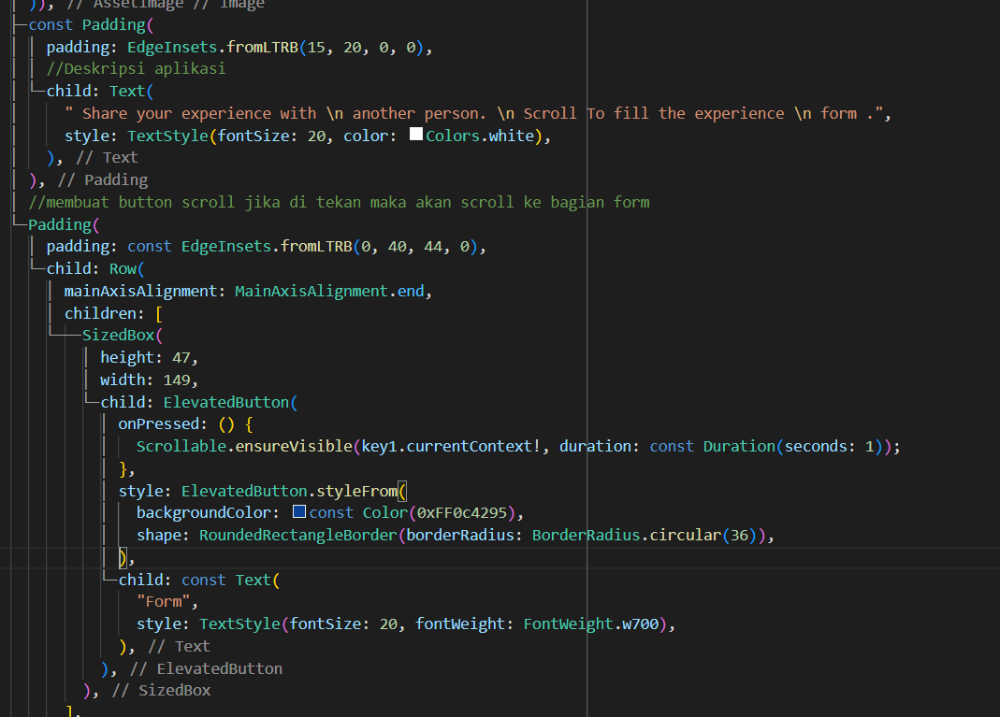 )), // AssetImage // Image
const Padding(
padding: EdgeInsets.fromLTRB(15, 20, 0, 0),
//Deskripsi aplikasi
child: Text(
" Share your experience with \n another person. \n Scroll To fill the experience \n form .",
style: TextStyle(fontSize: 20, color: Colors.white),
), // Text
), // Padding
//membuat button scroll jika di tekan maka akan scroll ke bagian form
Padding(
padding: const EdgeInsets.fromLTRB(0, 40, 44, 0),
child: Row(
mainAxisAlignment: MainAxisAlignment.end,
children: [
SizedBox(
height: 47,
width: 149,
child: ElevatedButton(
onPressed: () {
Scrollable.ensureVisible(key1.currentContext!, duration: const Duration(seconds: 1));
},
style: ElevatedButton.styleFrom(
backgroundColor: const Color(0xFF0c4295),
shape: RoundedRectangleBorder(borderRadius: BorderRadius.circular(36)),
),
child: const Text(
"Form",
style: TextStyle(fontSize: 20, fontWeight: FontWeight.w700),
), // Text
), // ElevatedButton
), // SizedBox
],